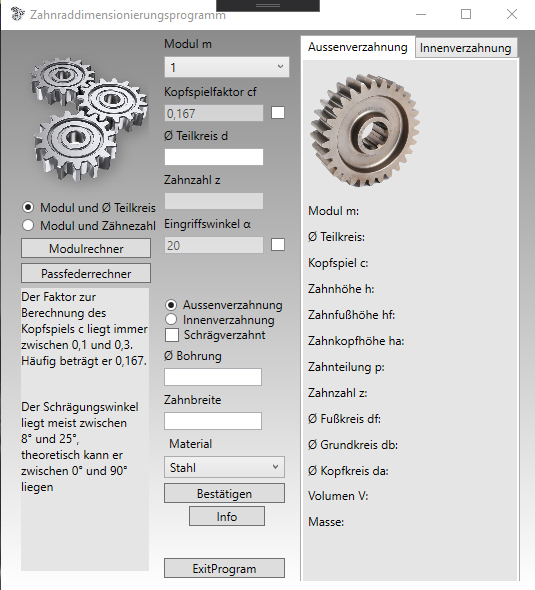 Zahnraddimensionierungsprogramm
Modul und Ø Teilkreis
Modul und Zähnezahl
Modulrechner
Passfederrechner
Der Faktor zur
Berechnung des
Kopfspiels c liegt immer
zwischen 0,1 und 0.3.
Häufig beträgt er 0,167.
Der Schrägungswinkel
liegt meist zwischen
8° und 25°,
theoretisch kann er
zwischen 0° und 90°
liegen
Modul m
1
Kopfspielfaktor cf
0,167
Ø Teilkreis d
Zahnzahl z
Eingriffswinkel α
20
Aussenverzahnung
Innenverzahnung
Schrägverzahnt
Ø Bohrung
Zahnbreite
Material
Stahl
Bestätigen
Info
ExitProgram
Aussenverzahnung
Innenverzahnung
Modul m:
Ø Teilkreis:
Kopfspiel c:
Zahnhöhe h:
Zahnfußhöhe hf:
Zahnkopfhöhe ha:
Zahnteilung p:
Zahnzahl z:
Ø Fußkreis df:
Ø Grundkreis db:
Ø Kopfkreis da:
Volumen V:
Masse: